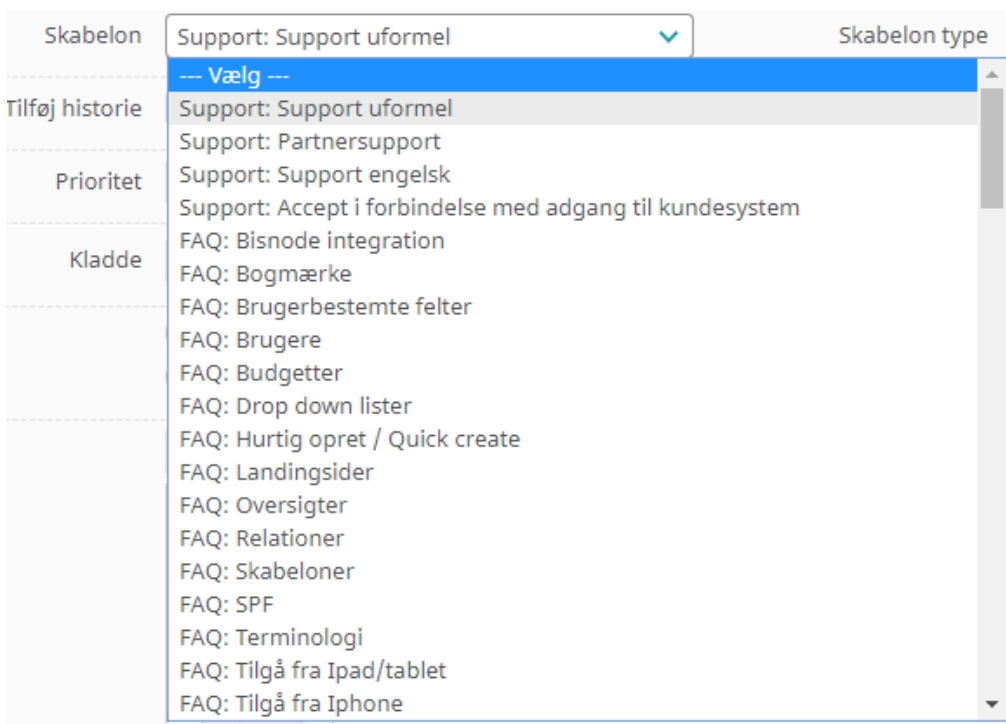 Skabelon Support: Support uformel Skabelon type
--- Vælg ---
Tilføj historie Support: Support uformel
Support: Partnersupport
Prioritet Support: Support engelsk
Support: Accept i forbindelse med adgang til kundesystem
Kladde FAQ: Bisnode integration
FAQ: Bogmærke
FAQ: Brugerbestemte felter
FAQ: Brugere
FAQ: Budgetter
FAQ: Drop down lister
FAQ: Hurtig opret / Quick create
FAQ: Landingsider
FAQ: Oversigter
FAQ: Relationer
FAQ: Skabeloner
FAQ: SPF
FAQ: Terminologi
FAQ: Tilgå fra Ipad/tablet
FAQ: Tilgå fra Iphone